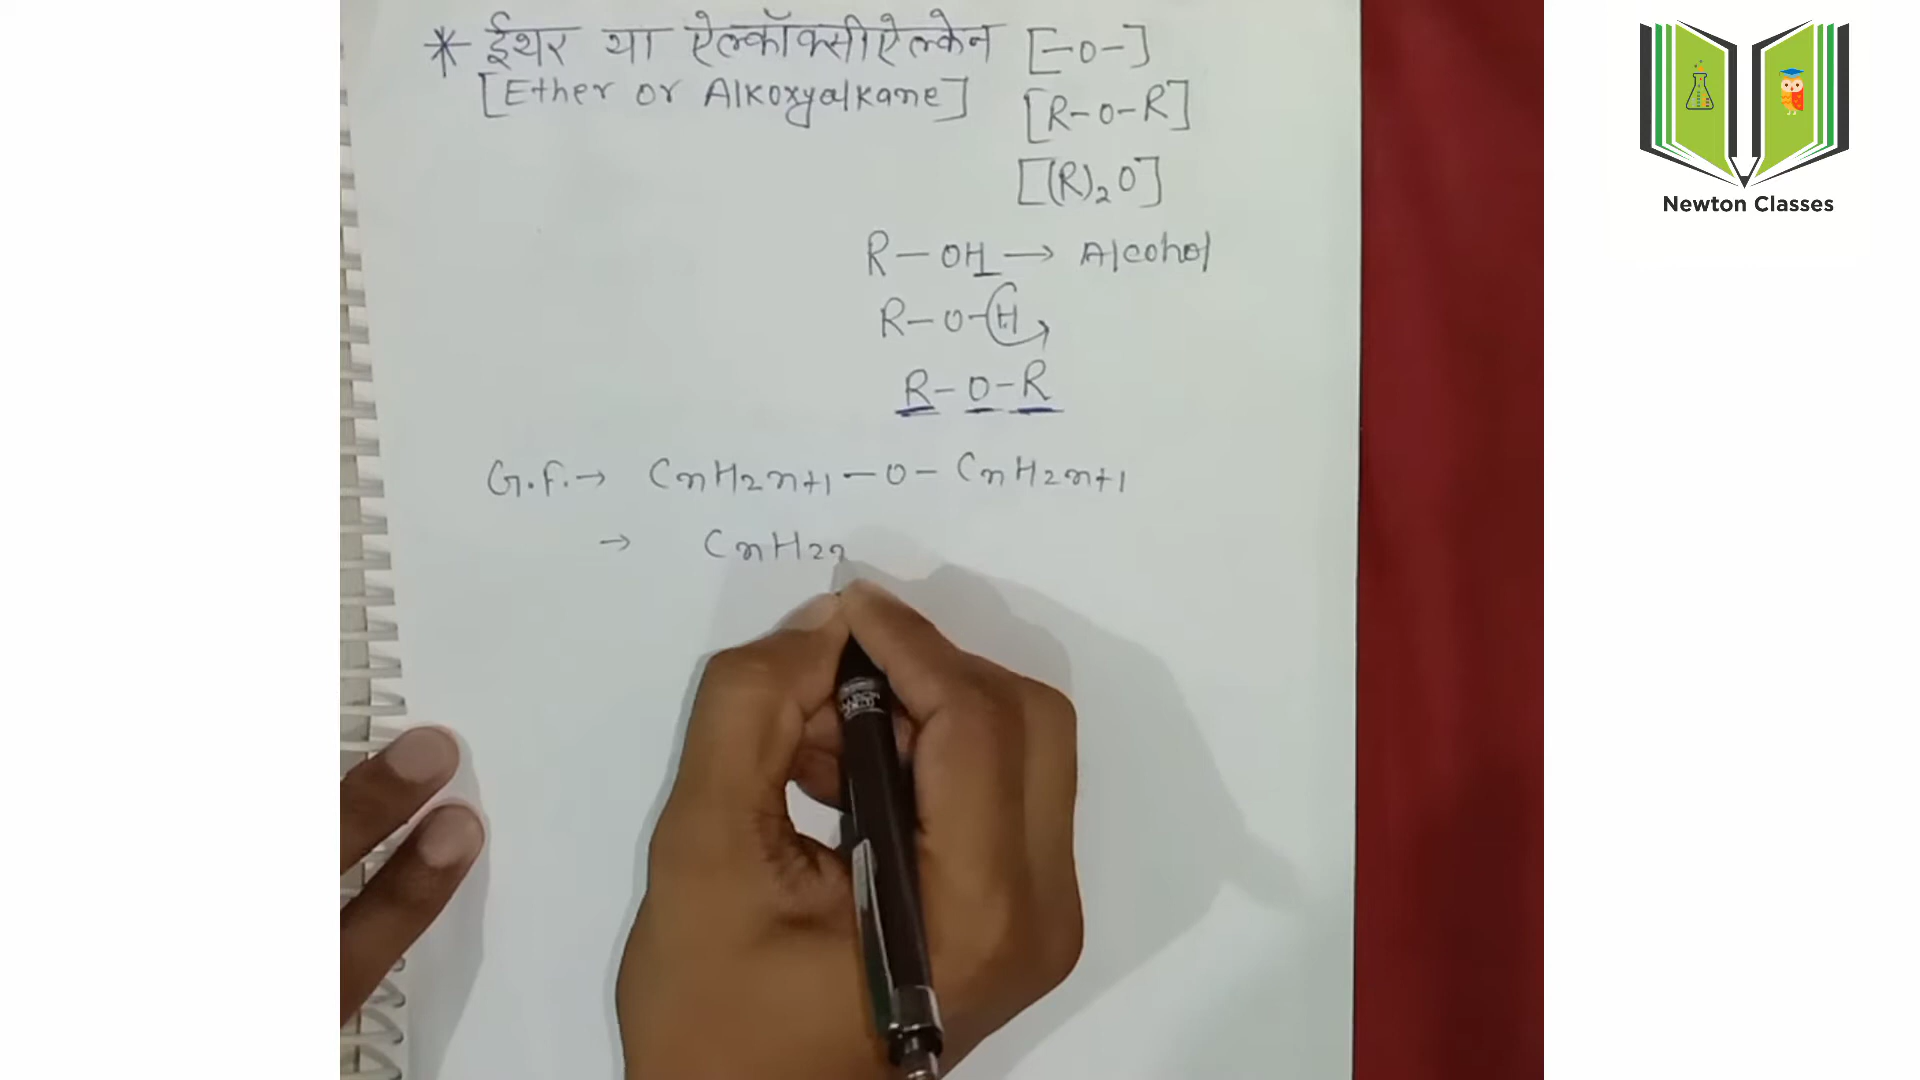 * ईथर या ऐल्कॉक्सीऐल्केन [-O-]
[Ether or Alkoxyalkane] [R-O-R]
[(R)₂O]
R-OH → Alcohol
R-O-H
R-O-R
G.F. → CnH2n+1-O-CnH2n+1
→ CnH2n
Newton Classes